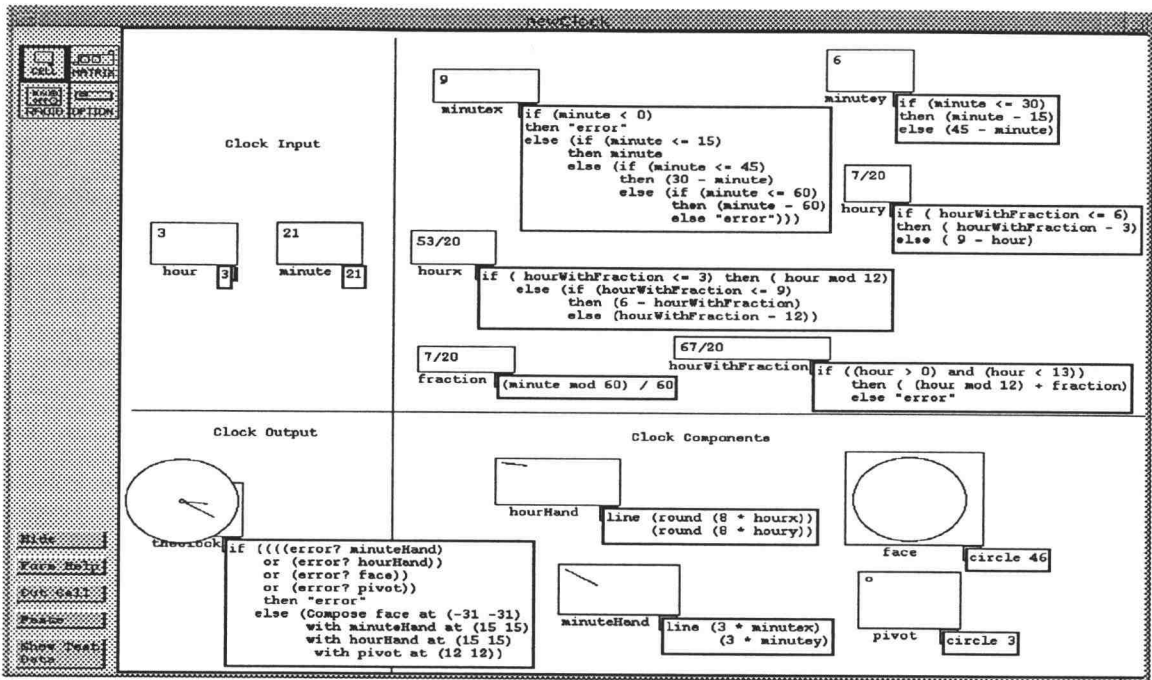 newClock
CELL
MATRIX
OPTION
Clock Input
3
hour
3
21
minute
21
9
minutex
if (minute < 0)
then "error"
else (if (minute <= 15)
then minute
else (if (minute <= 45)
then (30 - minute)
else (if (minute <= 60)
then (minute - 60)
else "error")))
6
minutey
if (minute <= 30)
then (minute - 15)
else (45 - minute)
7/20
houry
if ( hourWithFraction <= 6)
then ( hourWithFraction - 3)
else ( 9 - hour)
53/20
hourx
if ( hourWithFraction <= 3) then ( hour mod 12)
else (if (hourWithFraction <= 9)
then (6 - hourWithFraction)
else (hourWithFraction - 12))
7/20
fraction
(minute mod 60) / 60
67/20
hourWithFraction
if ((hour > 0) and (hour < 13))
then ( (hour mod 12) + fraction)
else "error"
Clock Output
theClock
if ((((error? minuteHand)
or (error? hourHand))
or (error? face))
or (error? pivot))
then "error"
else (Compose face at (-31 -31)
with minuteHand at (15 15)
with hourHand at (15 15)
with pivot at (12 12))
Clock Components
hourHand
line (round (8 * hourx))
(round (8 * houry))
face
circle 46
minuteHand
line (3 * minutex)
(3 * minutey)
pivot
circle 3
Hide
Form Help
Cut Cell
Paste
Show Test
Data